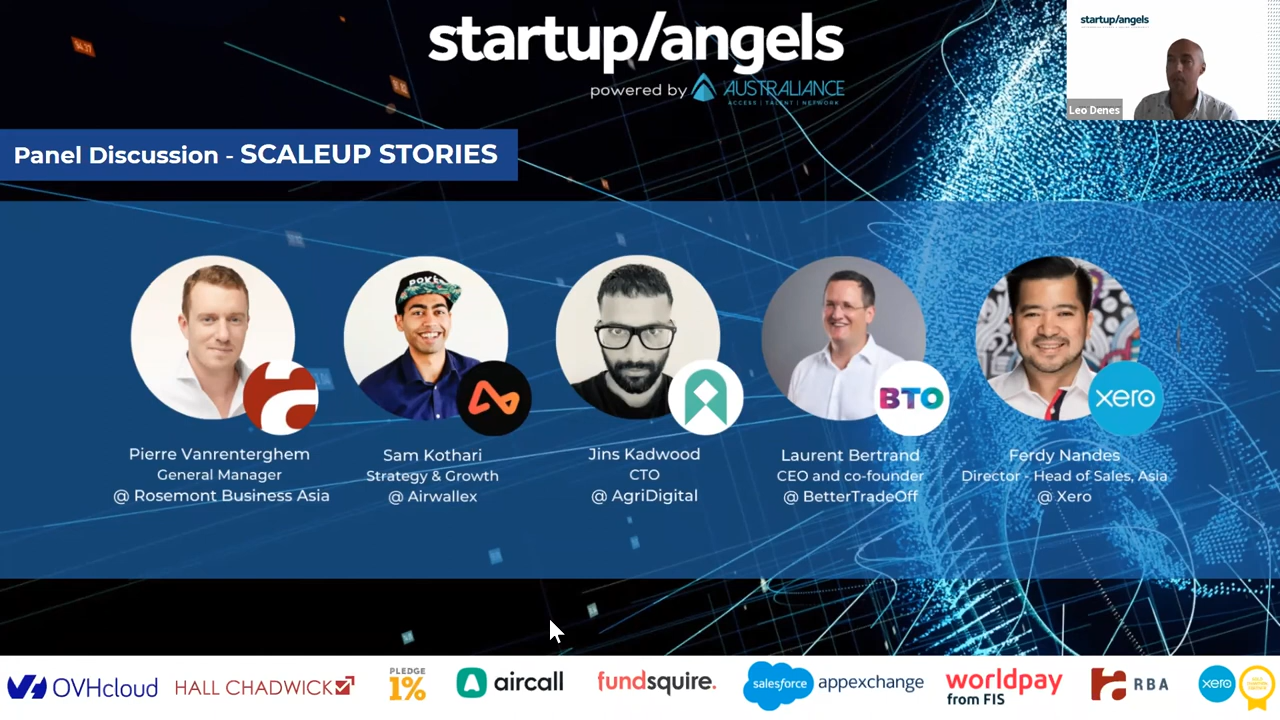 startup/angels
powered by AUSTRALIANCE
ACCESS | TALENT | NETWORK
startup/angels
Leo Denes
Panel Discussion - SCALEUP STORIES
POKÉ
BTO
xero
Pierre Vanrenterghem
General Manager
@ Rosemont Business Asia
Sam Kothari
Strategy & Growth
@ Airwallex
Jins Kadwood
CTO
@ AgriDigital
Laurent Bertrand
CEO and co-founder
@ BetterTradeOff
Ferdy Nandes
Director - Head of Sales, Asia
@ Xero
OVHcloud
HALL CHADWICK
PLEDGE
1%
aircall
fundsquire.
salesforce appexchange
worldpay
from FIS
RBA
xero